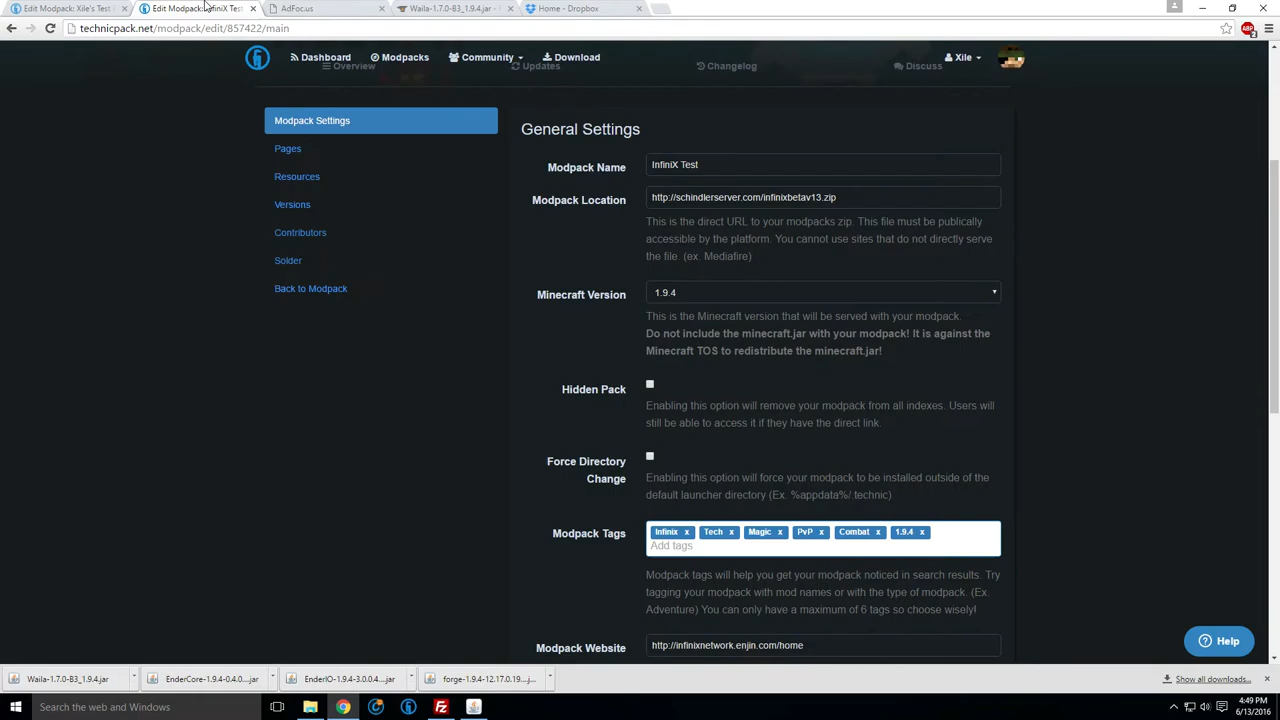 Edit Modpack: Xile's Test
Edit Modpack: InfiniX Test
AdFoc.us
Waila-1.7.0-B3_1.9.4.jar -
Home - Dropbox
technicpack.net/modpack/edit/857422/main
Dashboard
Modpacks
Community
Download
Xile
Overview
Updates
Changelog
Discuss
Modpack Settings
Pages
Resources
Versions
Contributors
Solder
Back to Modpack
General Settings
Modpack Name
InfiniX Test
Modpack Location
http://schindlerserver.com/infinixbetav13.zip
This is the direct URL to your modpacks zip. This file must be publically
accessible by the platform. You cannot use sites that do not directly serve
the file. (ex. Mediafire)
Minecraft Version
1.9.4
This is the Minecraft version that will be served with your modpack.
Do not include the minecraft.jar with your modpack! It is against the
Minecraft TOS to redistribute the minecraft.jar!
Hidden Pack
Enabling this option will remove your modpack from all indexes. Users will
still be able to access it if they have the direct link.
Force Directory
Change
Enabling this option will force your modpack to be installed outside of the
default launcher directory (Ex. %appdata%/.technic)
Modpack Tags
Infinix x Tech x Magic x PvP x Combat x 1.9.4 x
Add tags
Modpack tags will help you get your modpack noticed in search results. Try
tagging your modpack with mod names or with the type of modpack. (Ex.
Adventure) You can only have a maximum of 6 tags so choose wisely!
Modpack Website
http://infinixnetwork.enjin.com/home
Help
Waila-1.7.0-B3_1.9.4.jar
EnderCore-1.9.4-0.4.0....jar
EnderIO-1.9.4-3.0.0.4...jar
forge-1.9.4-12.17.0.19...j...
Show all downloads...
Search the web and Windows
4:49 PM
6/13/2016